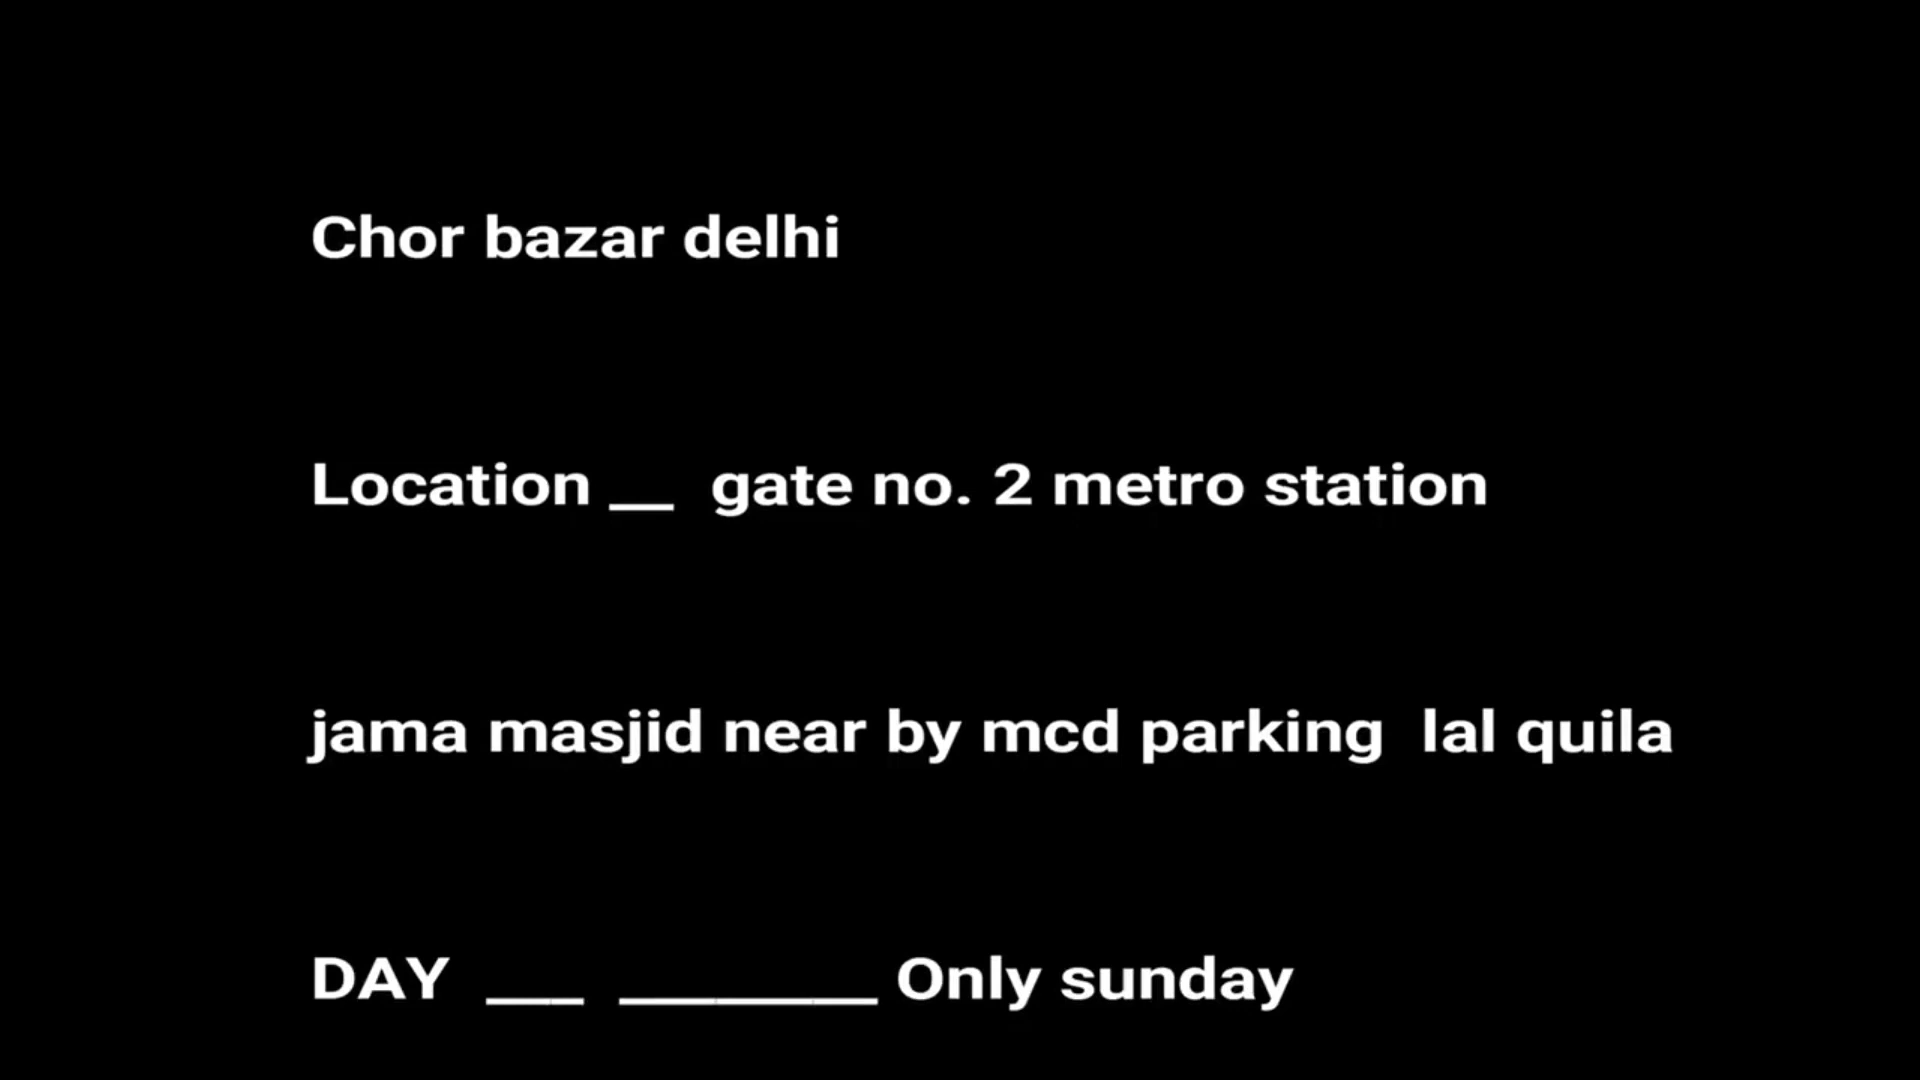 Chor bazar delhi
Location __ gate no. 2 metro station
jama masjid near by mcd parking lal quila
DAY ___ ________ Only sunday